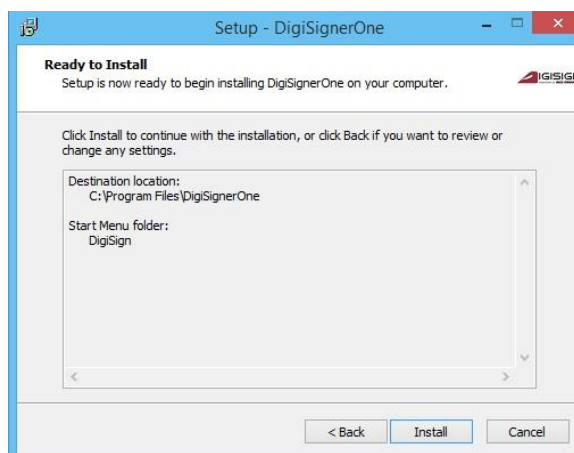 Setup - DigiSignerOne
Ready to Install
Setup is now ready to begin installing DigiSignerOne on your computer.
Click Install to continue with the installation, or click Back if you want to review or
change any settings.
Destination location:
C:\Program Files\DigiSignerOne
Start Menu folder:
DigiSign
< Back
Install
Cancel